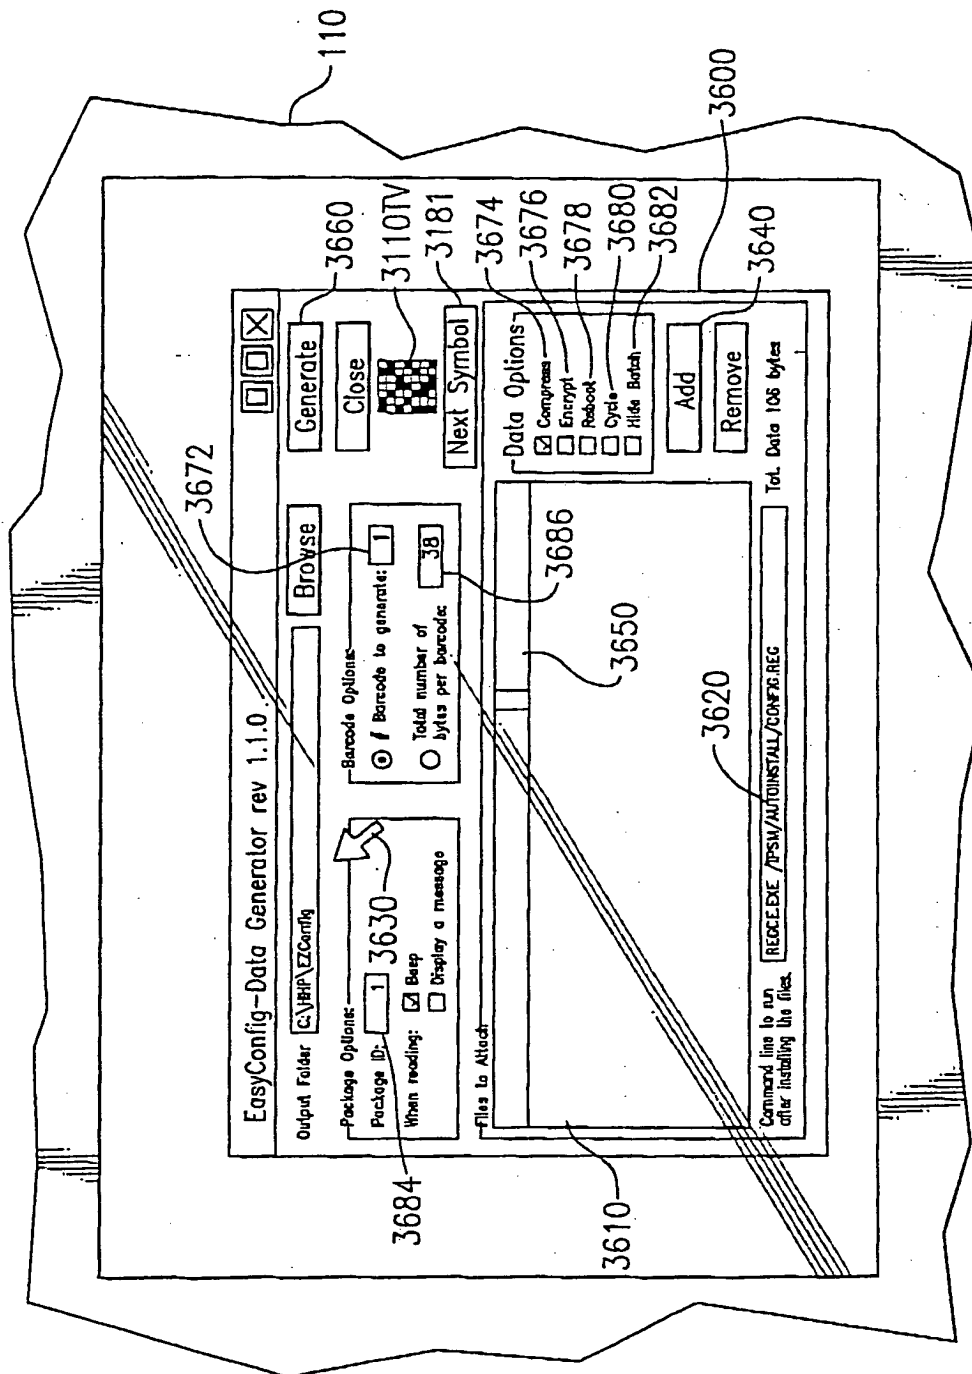 110
3600
EasyConfig-Data Generator rev 1.1.0
Output Folder C:\HHP\EZConfig Browse Generate
3660
Close
3672
3110TV
Next Symbol
3181
Package Options:
Package ID: 1
3630
When reading: Beep
Display a message
3684
Barcode Options:
# Barcode to generate: 1
Total number of
bytes per barcode: 38
3686
Files to Attach
3610
3650
Data Options
Compress
Encrypt
Reboot
Cycle
Hide Batch
3674
3676
3678
3680
3682
Add
3640
Remove
Command line to run
after installing the files.
REGCE.EXE /IPSM/AUTOINSTALL/CONFIG.REG
3620
Tot. Data 106 bytes